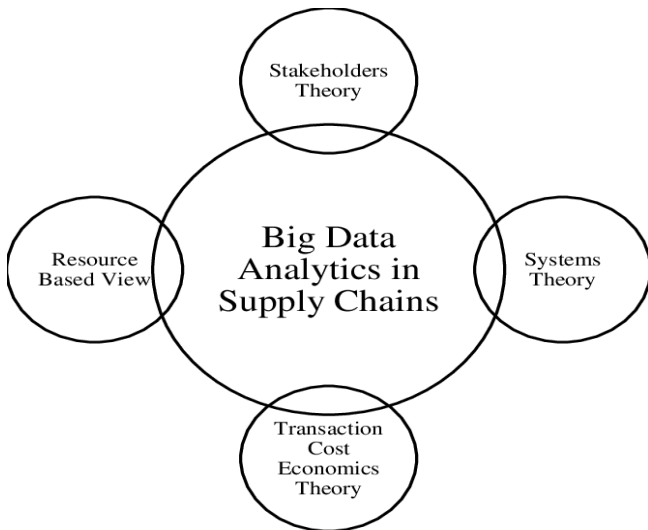 Stakeholders
Theory
Big Data
Analytics in
Supply Chains
Resource
Based View
Systems
Theory
Transaction
Cost
Economics
Theory